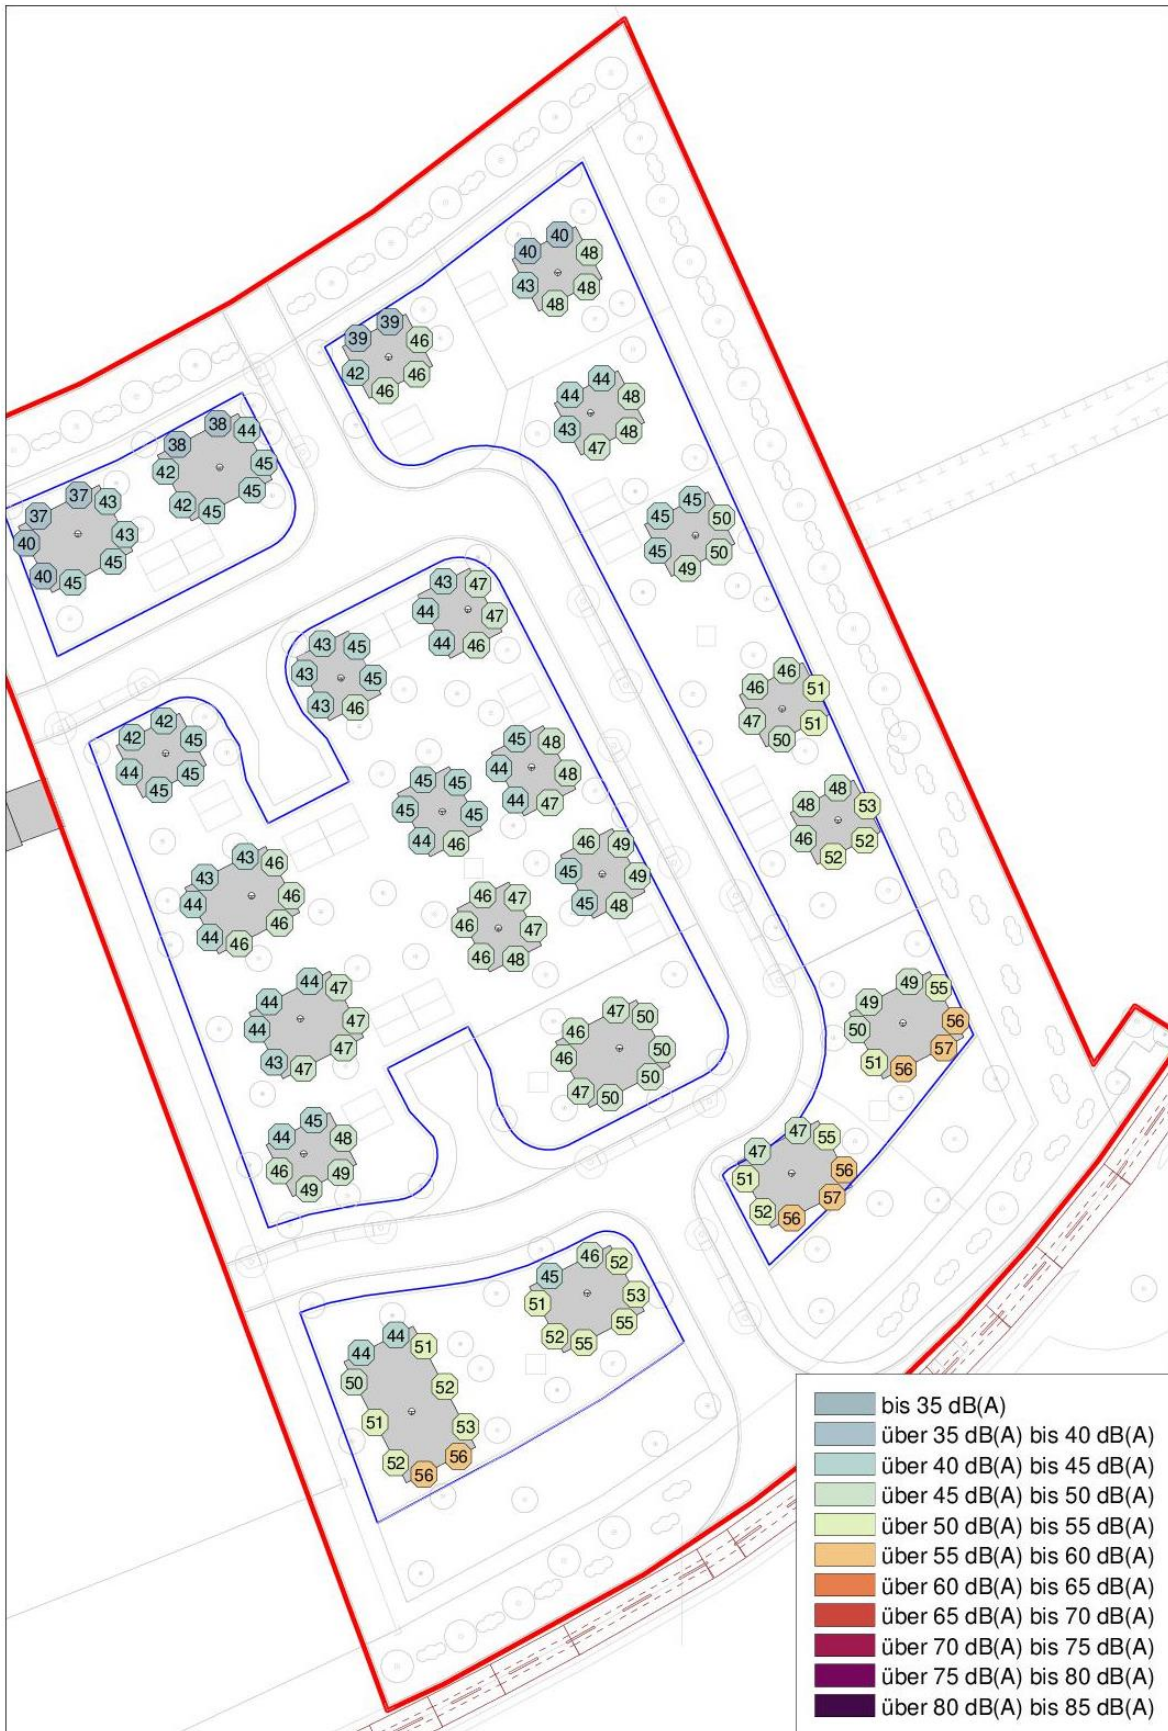 40 40 48
43 48 48
39 39 46
42 46 46
44 44 48
43 47 48
38 38 44
42 45
42 45 45
37 37 43
40 43
40 45 45
45 45 50
45 49 50
43 47
44 47
44 46
43 45
43 45
43 46
46 46 51
47 50 51
42 42 45
44 45 45
45 48
44 48
44 47
45 45
45 45
44 46
48 48 53
46 52 52
46 49
45 49
45 48
43 43 46
44 46
44 46 46
46 47
46 47
46 48
49 49 55
50 56
51 56 57
44 44 47
44 47
43 47 47
46 47 50
46 50
47 50 50
44 45 48
46 49 49
47 47 55
51 56
52 56 57
45 46 52
51 53
52 55 55
44 44 51
50 52
51 53
52 56 56
bis 35 dB(A)
über 35 dB(A) bis 40 dB(A)
über 40 dB(A) bis 45 dB(A)
über 45 dB(A) bis 50 dB(A)
über 50 dB(A) bis 55 dB(A)
über 55 dB(A) bis 60 dB(A)
über 60 dB(A) bis 65 dB(A)
über 65 dB(A) bis 70 dB(A)
über 70 dB(A) bis 75 dB(A)
über 75 dB(A) bis 80 dB(A)
über 80 dB(A) bis 85 dB(A)